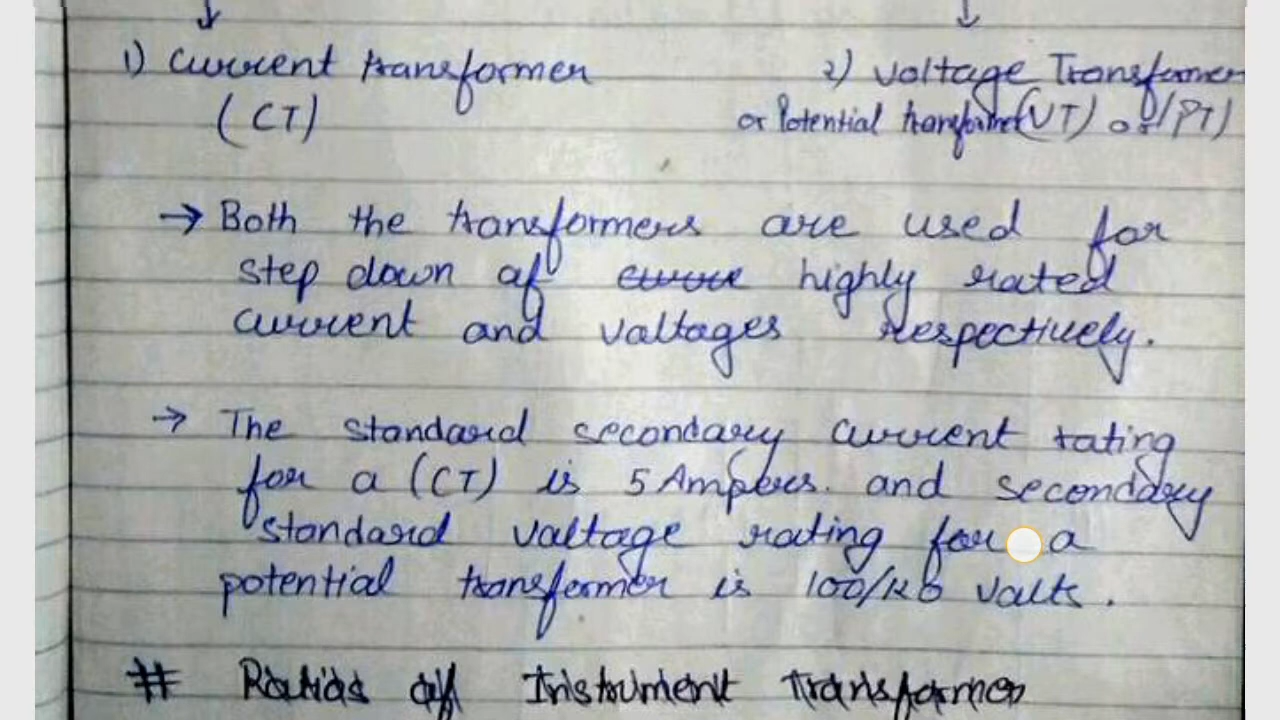 1) Current transformer
(CT)
2) Voltage Transformer
or Potential transformer (VT) or (PT)
→ Both the transformers are used for
step down of highly rated
current and voltages respectively.
→ The standard secondary current rating
for a (CT) is 5 Amperes. and secondary
standard voltage rating for a
potential transformer is 100/120 volts.
# Ratios of Instrument transformer